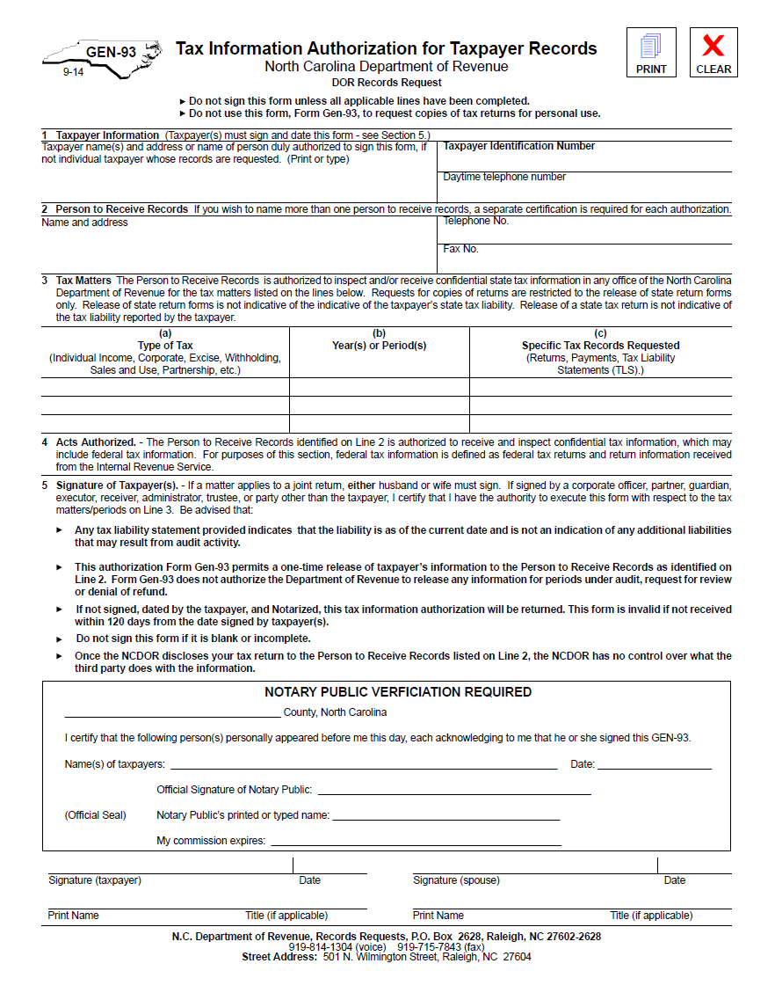 GEN-93
9-14
Tax Information Authorization for Taxpayer Records
North Carolina Department of Revenue
DOR Records Request
PRINT
CLEAR
► Do not sign this form unless all applicable lines have been completed.
► Do not use this form, Form Gen-93, to request copies of tax returns for personal use.
1 Taxpayer Information (Taxpayer(s) must sign and date this form - see Section 5.)
Taxpayer name(s) and address or name of person duly authorized to sign this form, if
not individual taxpayer whose records are requested. (Print or type)
Taxpayer Identification Number
Daytime telephone number
2 Person to Receive Records If you wish to name more than one person to receive records, a separate certification is required for each authorization.
Name and address
Telephone No.
Fax No.
3 Tax Matters The Person to Receive Records is authorized to inspect and/or receive confidential state tax information in any office of the North Carolina
Department of Revenue for the tax matters listed on the lines below. Requests for copies of returns are restricted to the release of state return forms
only. Release of state return forms is not indicative of the indicative of the taxpayer's state tax liability. Release of a state tax return is not indicative of
the tax liability reported by the taxpayer.
(a)
Type of Tax
(Individual Income, Corporate, Excise, Withholding,
Sales and Use, Partnership, etc.)
(b)
Year(s) or Period(s)
(c)
Specific Tax Records Requested
(Returns, Payments, Tax Liability
Statements (TLS).)
4 Acts Authorized. - The Person to Receive Records identified on Line 2 is authorized to receive and inspect confidential tax information, which may
include federal tax information. For purposes of this section, federal tax information is defined as federal tax returns and return information received
from the Internal Revenue Service.
5 Signature of Taxpayer(s). - If a matter applies to a joint return, either husband or wife must sign. If signed by a corporate officer, partner, guardian,
executor, receiver, administrator, trustee, or party other than the taxpayer, I certify that I have the authority to execute this form with respect to the tax
matters/periods on Line 3. Be advised that:
► Any tax liability statement provided indicates that the liability is as of the current date and is not an indication of any additional liabilities
that may result from audit activity.
► This authorization Form Gen-93 permits a one-time release of taxpayer's information to the Person to Receive Records as identified on
Line 2. Form Gen-93 does not authorize the Department of Revenue to release any information for periods under audit, request for review
or denial of refund.
► If not signed, dated by the taxpayer, and Notarized, this tax information authorization will be returned. This form is invalid if not received
within 120 days from the date signed by taxpayer(s).
► Do not sign this form if it is blank or incomplete.
► Once the NCDOR discloses your tax return to the Person to Receive Records listed on Line 2, the NCDOR has no control over what the
third party does with the information.
NOTARY PUBLIC VERFICIATION REQUIRED
County, North Carolina
I certify that the following person(s) personally appeared before me this day, each acknowledging to me that he or she signed this GEN-93.
Name(s) of taxpayers: Date:
Official Signature of Notary Public:
(Official Seal) Notary Public's printed or typed name:
My commission expires:
Signature (taxpayer) Date Signature (spouse) Date
Print Name Title (if applicable) Print Name Title (if applicable)
N.C. Department of Revenue, Records Requests, P.O. Box 2628, Raleigh, NC 27602-2628
919-814-1304 (voice) 919-715-7843 (fax)
Street Address: 501 N. Wilmington Street, Raleigh, NC 27604